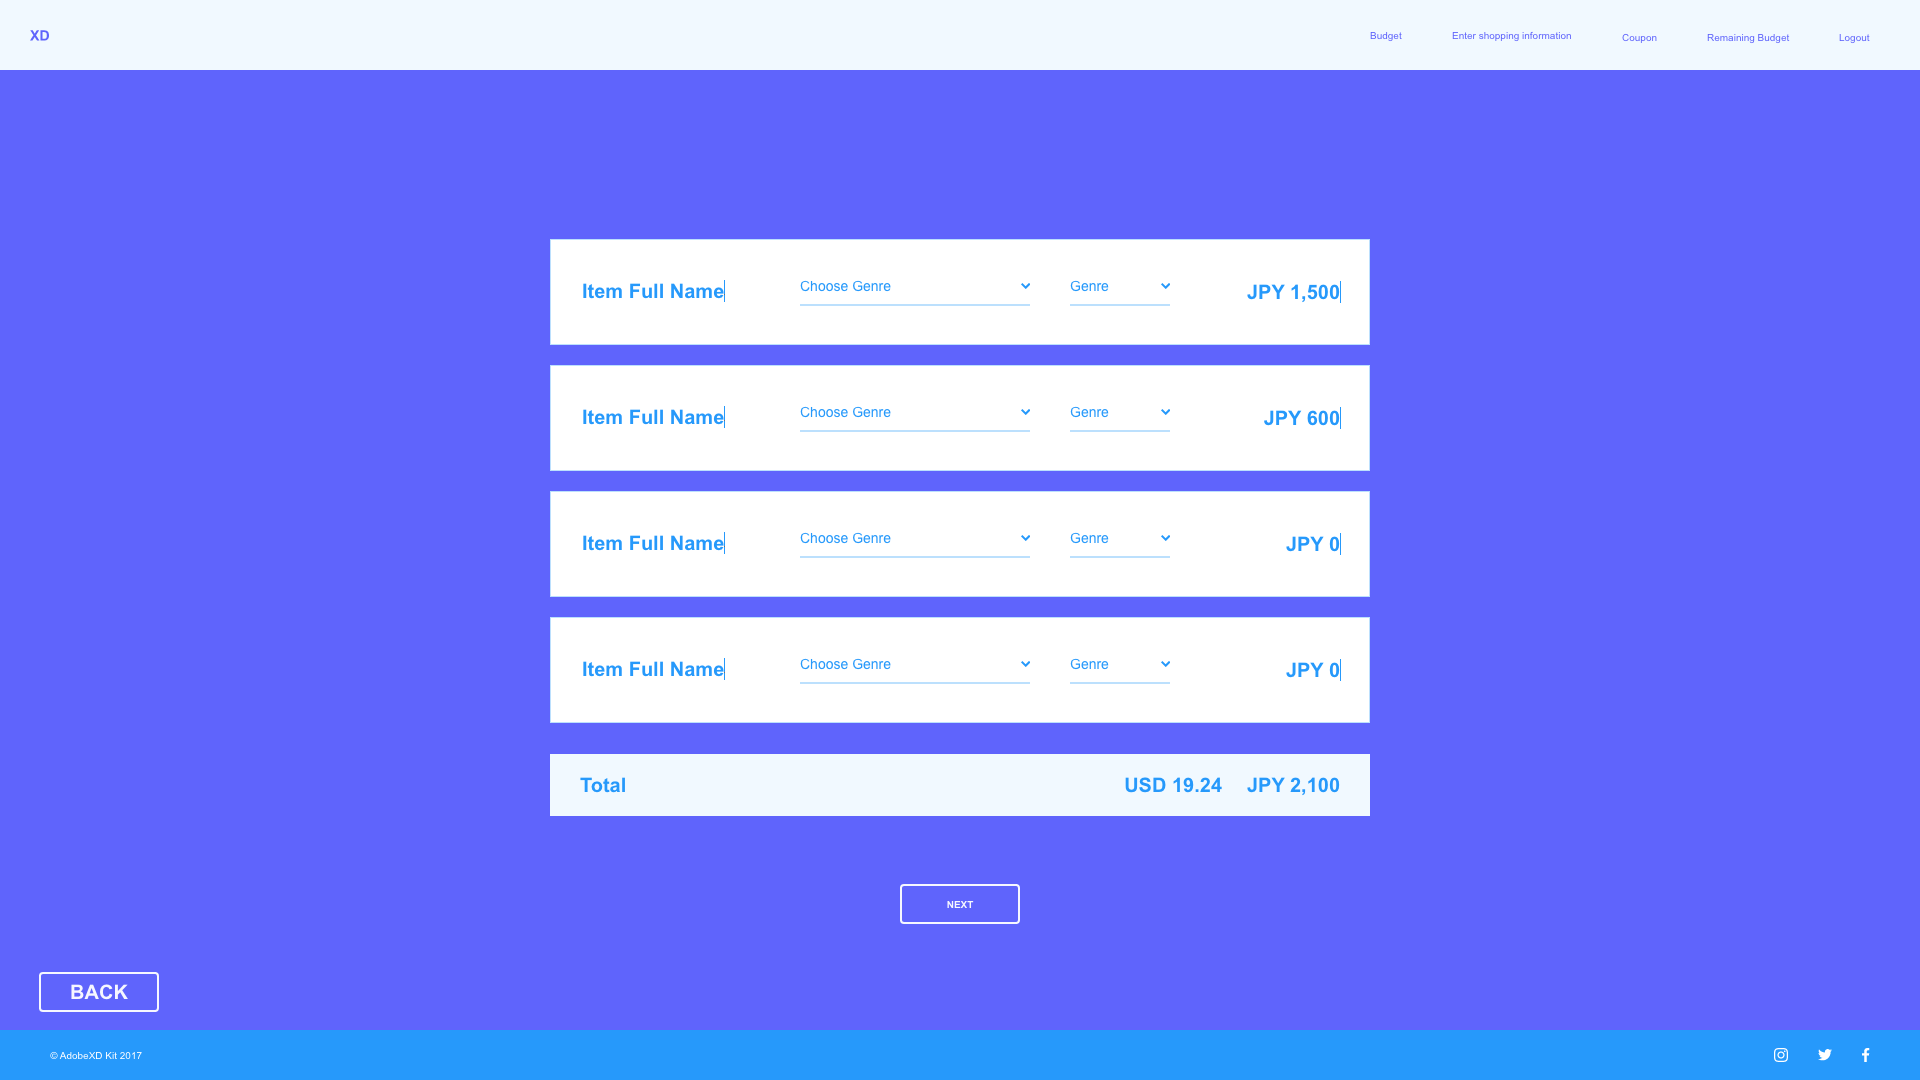 XD
Budget
Enter shopping information
Coupon
Remaining Budget
Logout
Item Full Name
Choose Genre
Genre
JPY 1,500
Item Full Name
Choose Genre
Genre
JPY 600
Item Full Name
Choose Genre
Genre
JPY 0
Item Full Name
Choose Genre
Genre
JPY 0
Total
USD 19.24
JPY 2,100
NEXT
BACK
© AdobeXD Kit 2017